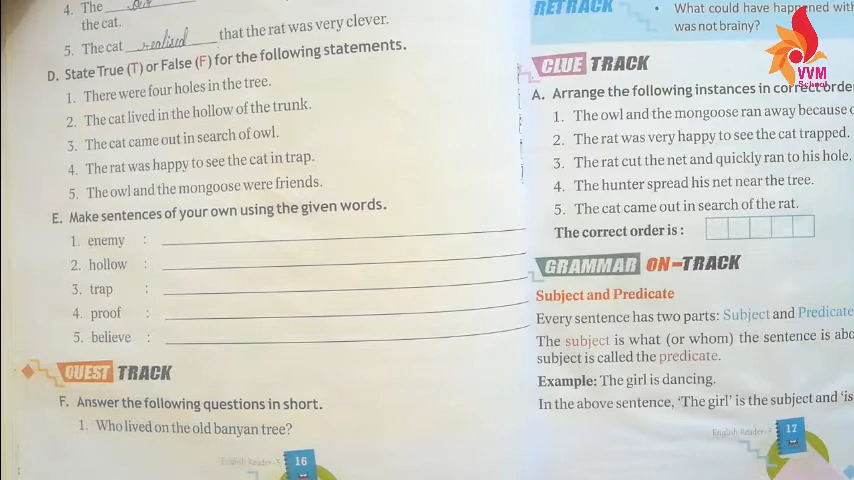 4. The our
the cat.
5. The cat realised that the rat was very clever.
D. State True (T) or False (F) for the following statements.
1. There were four holes in the tree.
2. The cat lived in the hollow of the trunk.
3. The cat came out in search of owl.
4. The rat was happy to see the cat in trap.
5. The owl and the mongoose were friends.
E. Make sentences of your own using the given words.
1. enemy :
2. hollow :
3. trap :
4. proof :
5. believe :
QUEST TRACK
F. Answer the following questions in short.
1. Who lived on the old banyan tree?
English Reader-5 16
RETRACK
• What could have happened with
was not brainy?
CLUE TRACK
A. Arrange the following instances in correct orde
1. The owl and the mongoose ran away because o
2. The rat was very happy to see the cat trapped.
3. The rat cut the net and quickly ran to his hole.
4. The hunter spread his net near the tree.
5. The cat came out in search of the rat.
The correct order is :
GRAMMAR ON-TRACK
Subject and Predicate
Every sentence has two parts: Subject and Predicate
The subject is what (or whom) the sentence is abo
subject is called the predicate.
Example: The girl is dancing.
In the above sentence, 'The girl' is the subject and 'is
English Reader-5 17
VVM
School